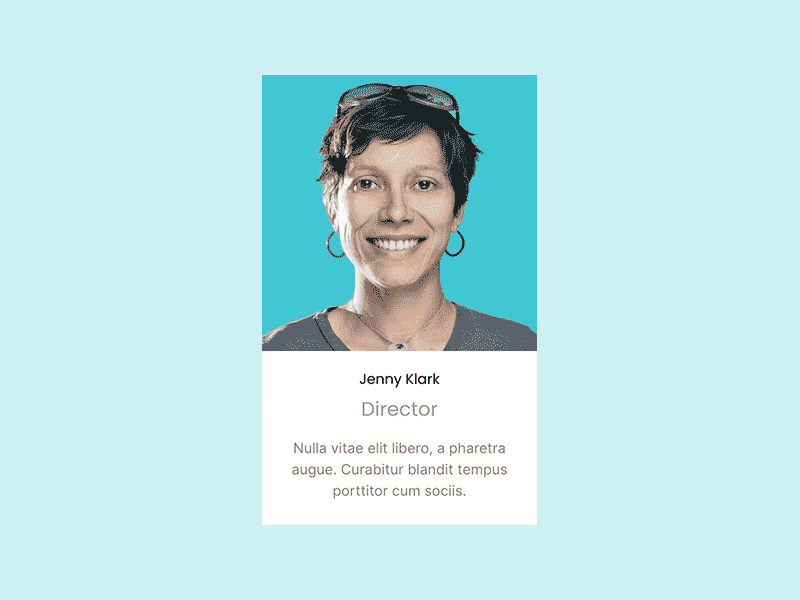 Jenny Klark
Director
Nulla vitae elit libero, a pharetra
augue. Curabitur blandit tempus
porttitor cum sociis.